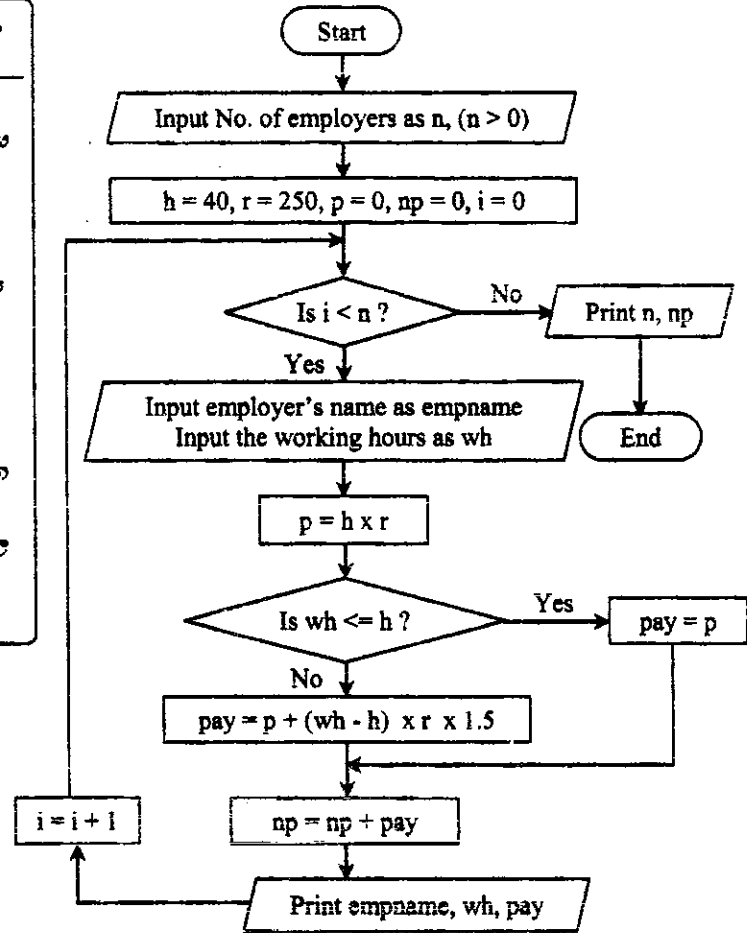 Start
Input No. of employers as n, (n > 0)
h = 40, r = 250, p = 0, np = 0, i = 0
Is i < n ?
No
Print n, np
Yes
Input employer's name as empname
Input the working hours as wh
End
p = h x r
Is wh <= h ?
Yes
pay = p
No
pay = p + (wh - h) x r x 1.5
i = i + 1
np = np + pay
Print empname, wh, pay